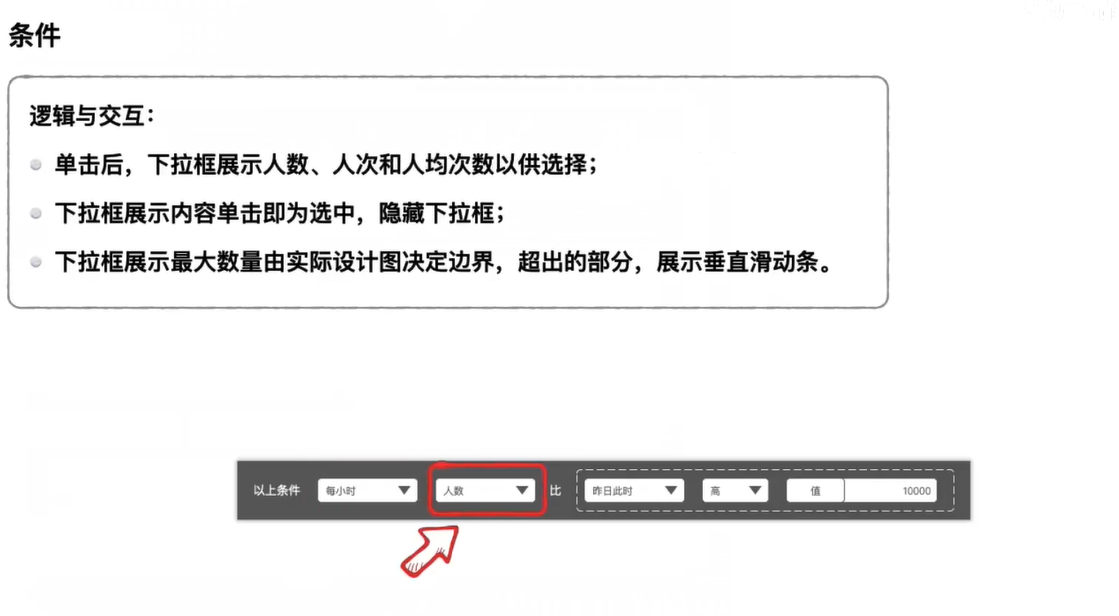 条件
逻辑与交互：
单击后，下拉框展示人数、人次和人均次数以供选择；
下拉框展示内容单击即为选中，隐藏下拉框；
下拉框展示最大数量由实际设计图决定边界，超出的部分，展示垂直滑动条。
以上条件 每小时 人数 比 昨日此时 高 值 10000